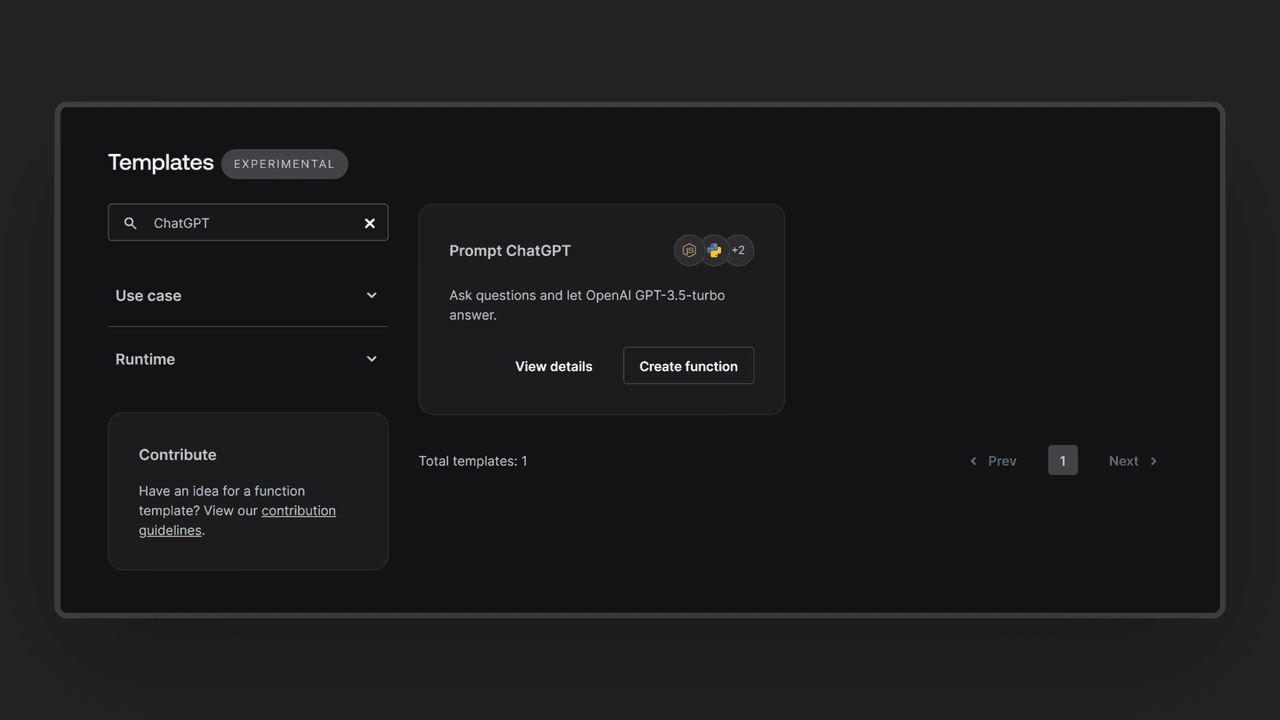 Templates EXPERIMENTAL
ChatGPT
Use case
Runtime
Contribute
Have an idea for a function
template? View our contribution
guidelines.
Prompt ChatGPT
JS +2
Ask questions and let OpenAI GPT-3.5-turbo
answer.
View details Create function
Total templates: 1
Prev 1 Next